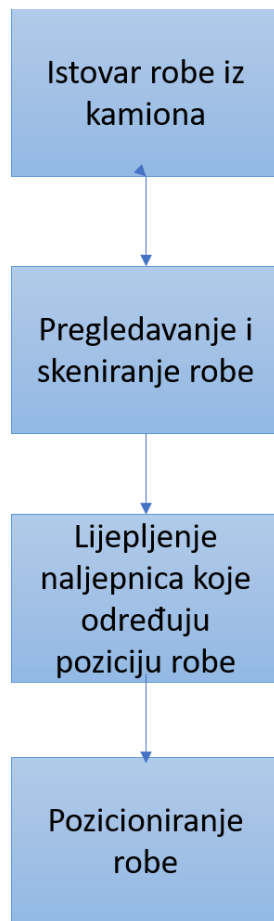 Istovar robe iz
kamiona
Pregledavanje i
skeniranje robe
Lijepljenje
naljepnica koje
određuju
poziciju robe
Pozicioniranje
robe